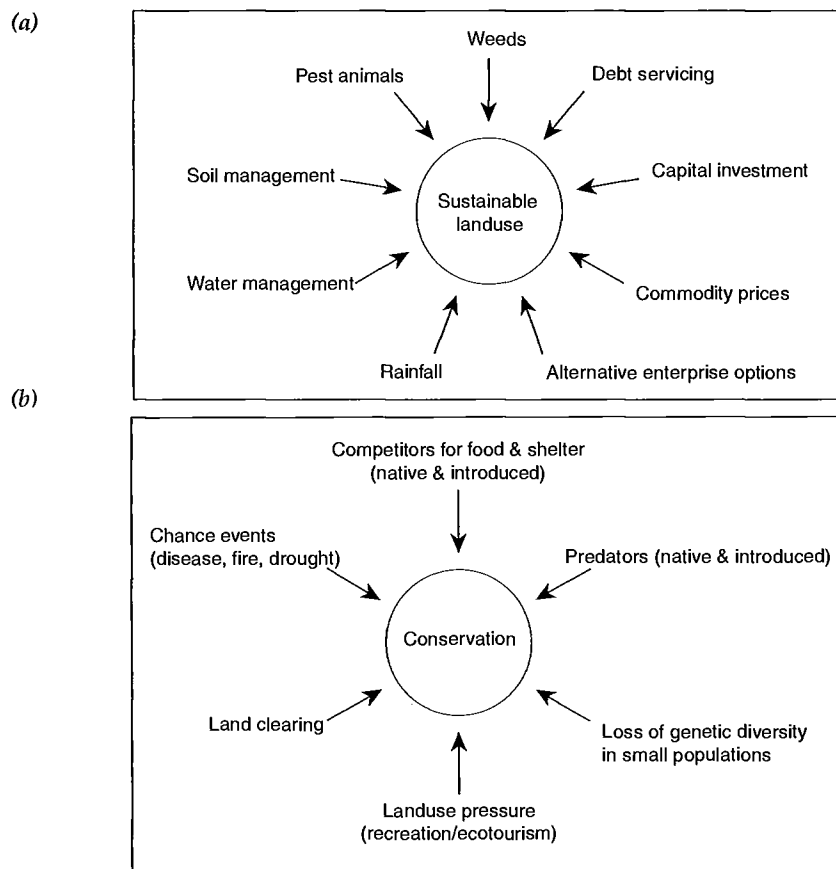 (a)
Weeds
Pest animals
Debt servicing
Soil management
Capital investment
Sustainable
landuse
Water management
Commodity prices
Rainfall
Alternative enterprise options
(b)
Competitors for food & shelter
(native & introduced)
Chance events
(disease, fire, drought)
Predators (native & introduced)
Conservation
Land clearing
Loss of genetic diversity
in small populations
Landuse pressure
(recreation/ecotourism)